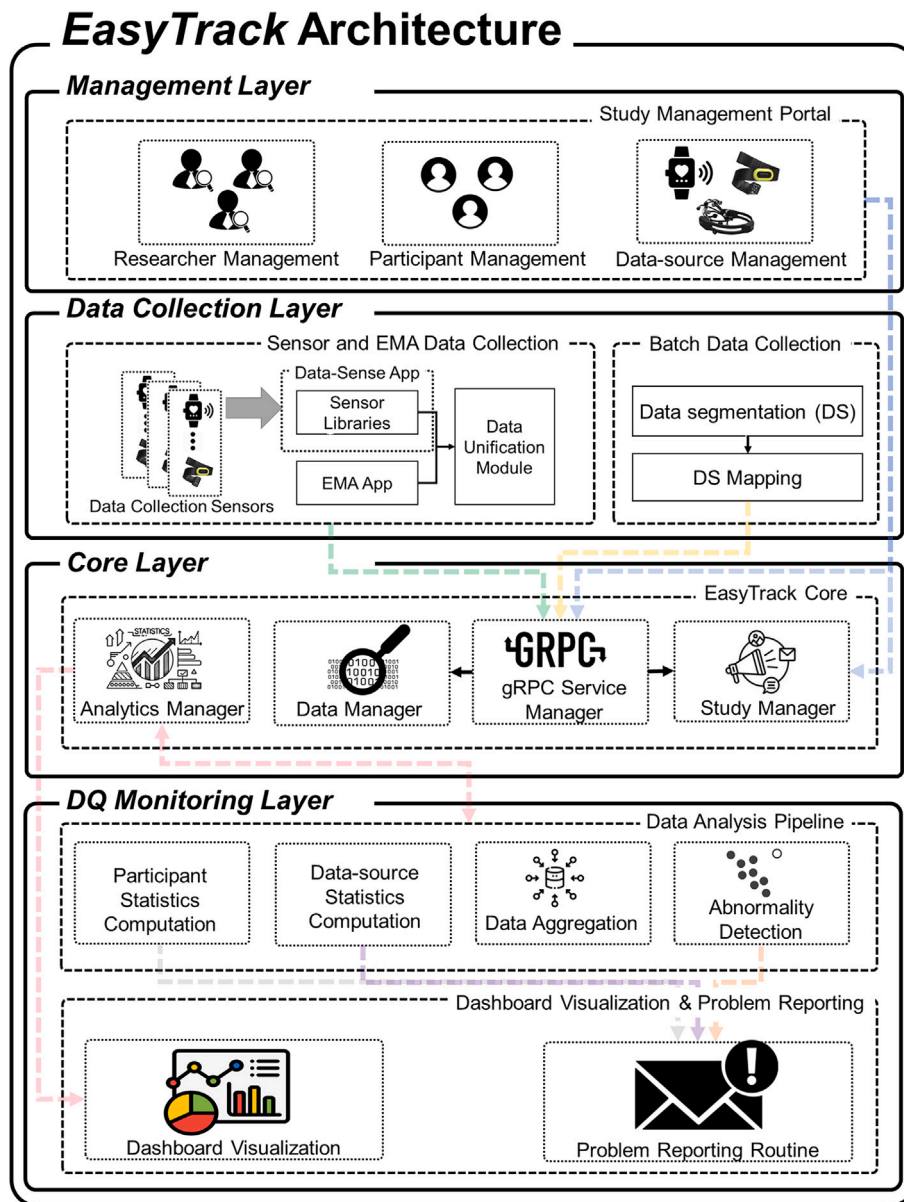 EasyTrack Architecture
Management Layer
Study Management Portal
Researcher Management
Participant Management
Data-source Management
Data Collection Layer
Sensor and EMA Data Collection
Data Collection Sensors
Data-Sense App
Sensor
Libraries
EMA App
Data
Unification
Module
Batch Data Collection
Data segmentation (DS)
DS Mapping
Core Layer
EasyTrack Core
STATISTICS
Analytics Manager
Data Manager
GRPC
gRPC Service
Manager
Study Manager
DQ Monitoring Layer
Data Analysis Pipeline
Participant
Statistics
Computation
Data-source
Statistics
Computation
Data Aggregation
Abnormality
Detection
Dashboard Visualization & Problem Reporting
Dashboard Visualization
Problem Reporting Routine